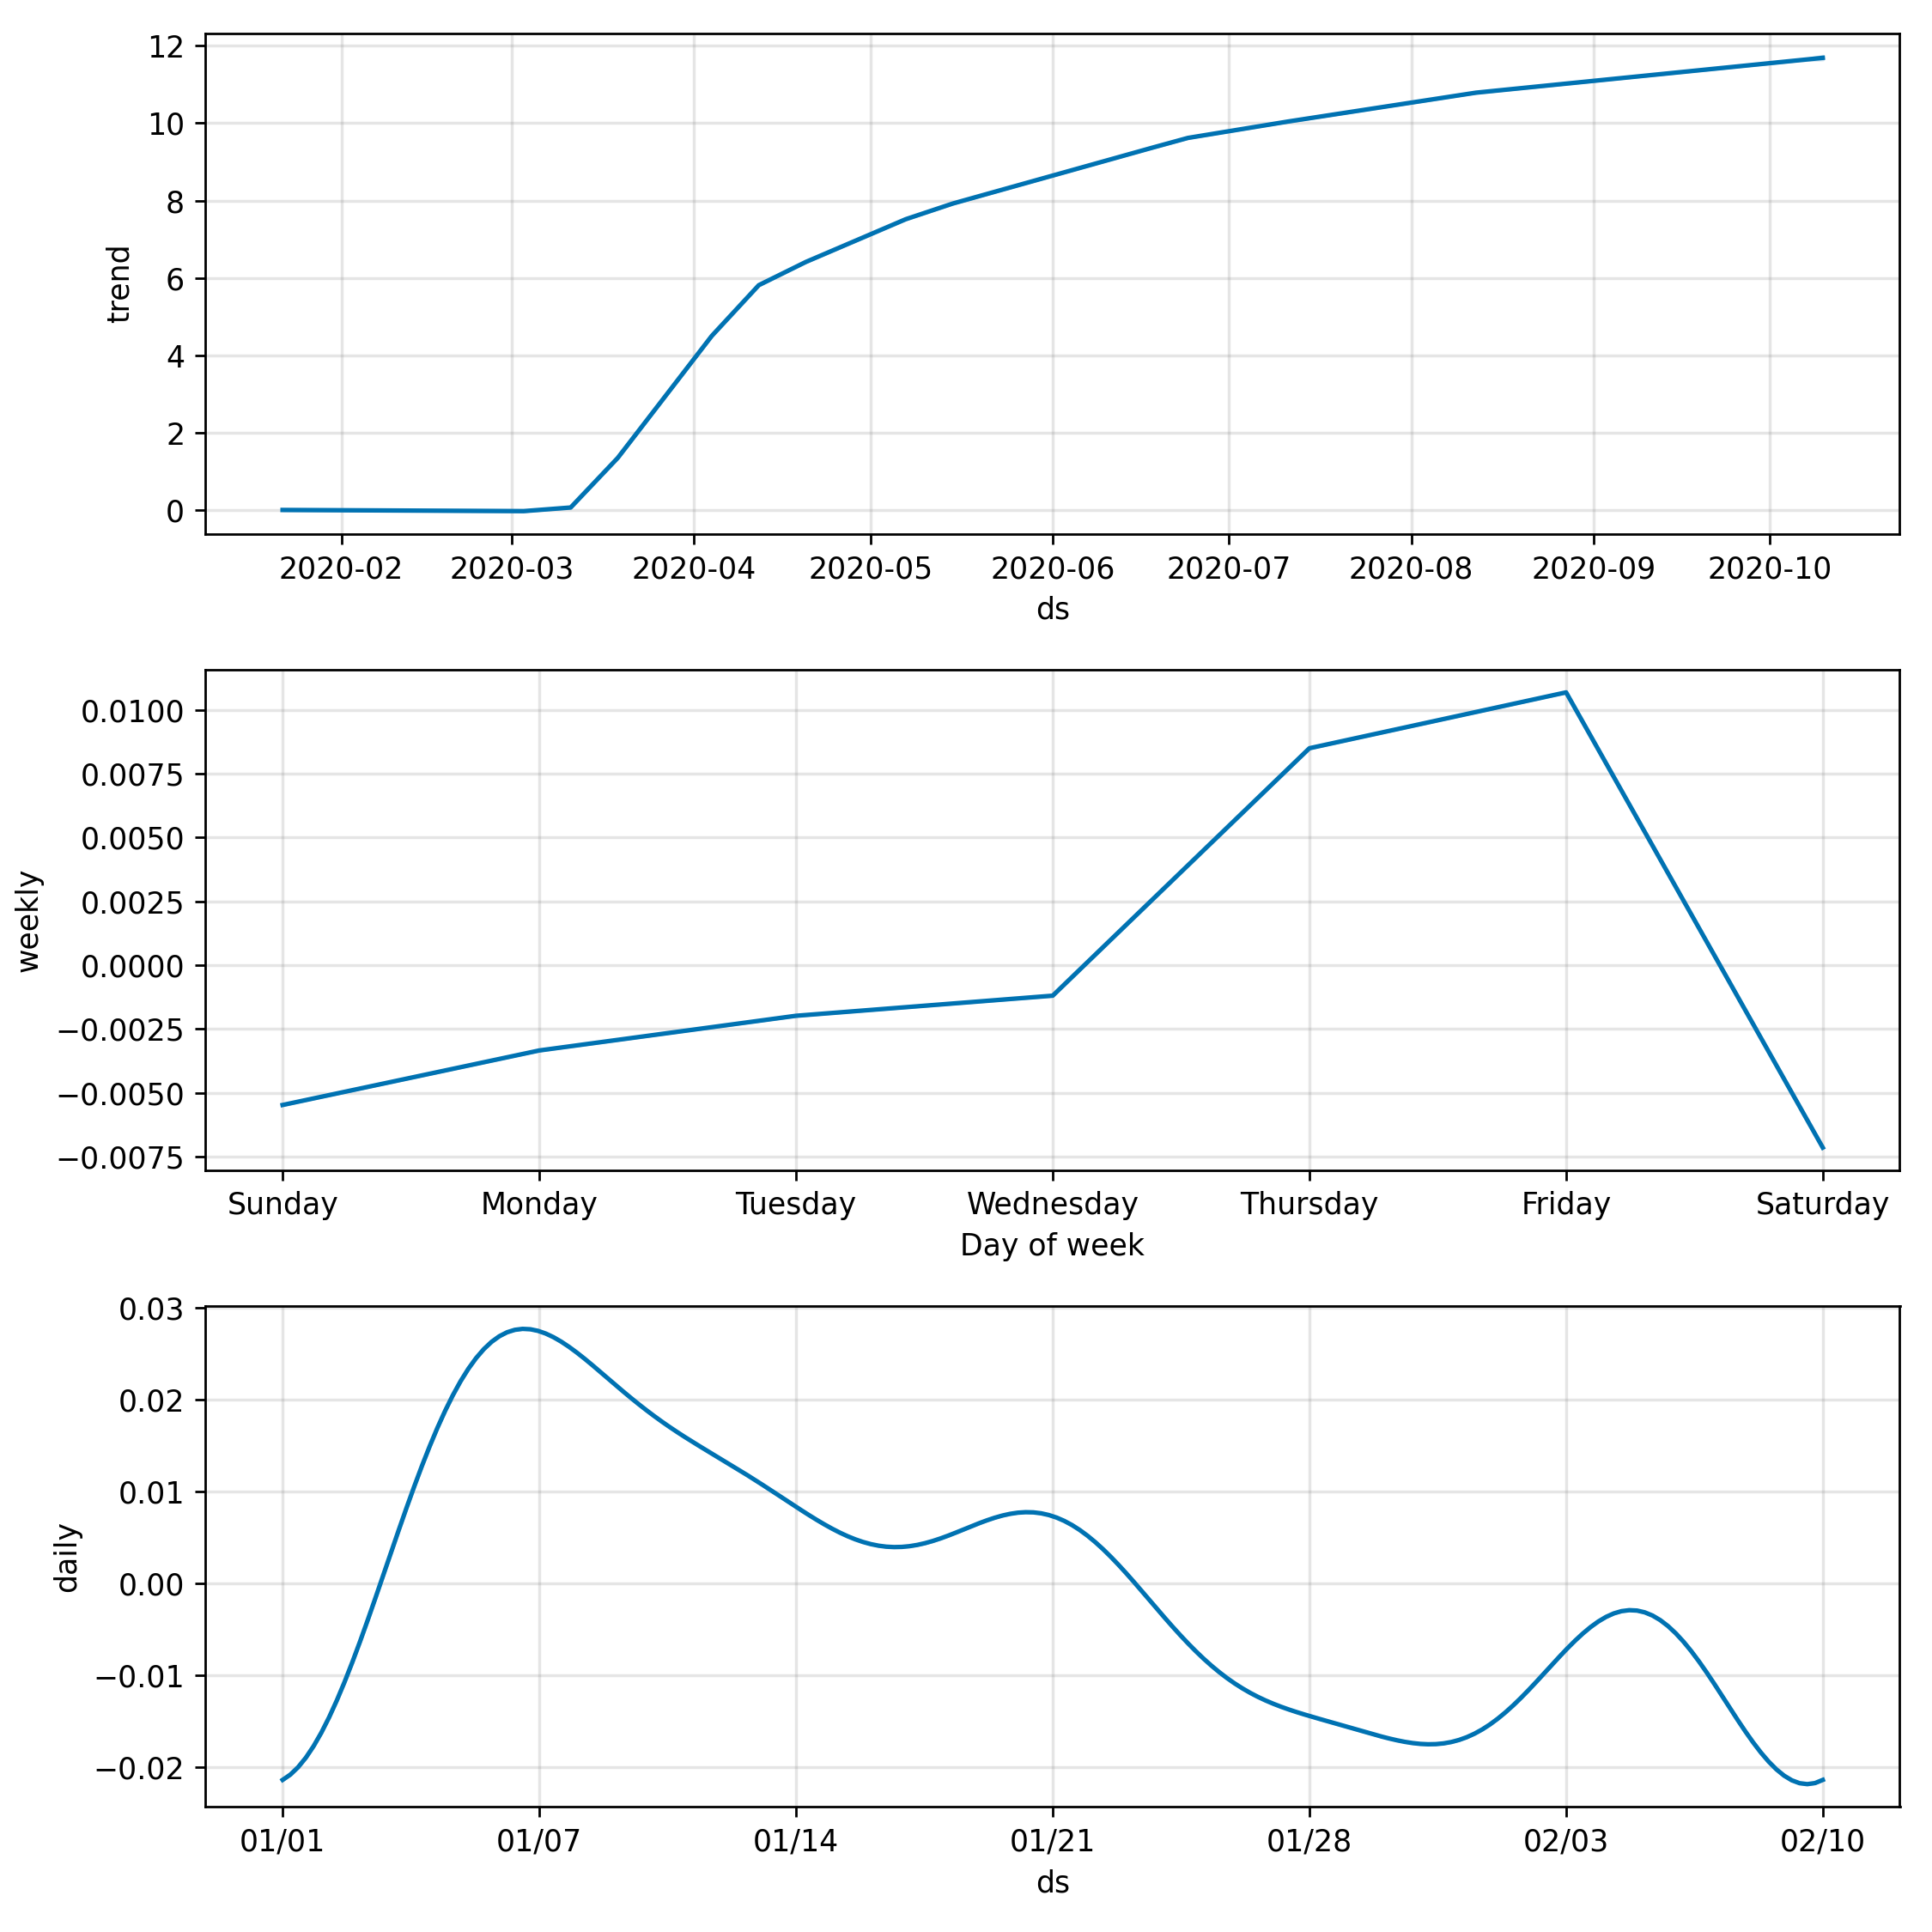 12
10
8
6
4
2
0
trend
2020-02 2020-03 2020-04 2020-05 2020-06 2020-07 2020-08 2020-09 2020-10
ds
0.0100
0.0075
0.0050
0.0025
0.0000
−0.0025
−0.0050
−0.0075
weekly
Sunday Monday Tuesday Wednesday Thursday Friday Saturday
Day of week
0.03
0.02
0.01
0.00
−0.01
−0.02
daily
01/01 01/07 01/14 01/21 01/28 02/03 02/10
ds